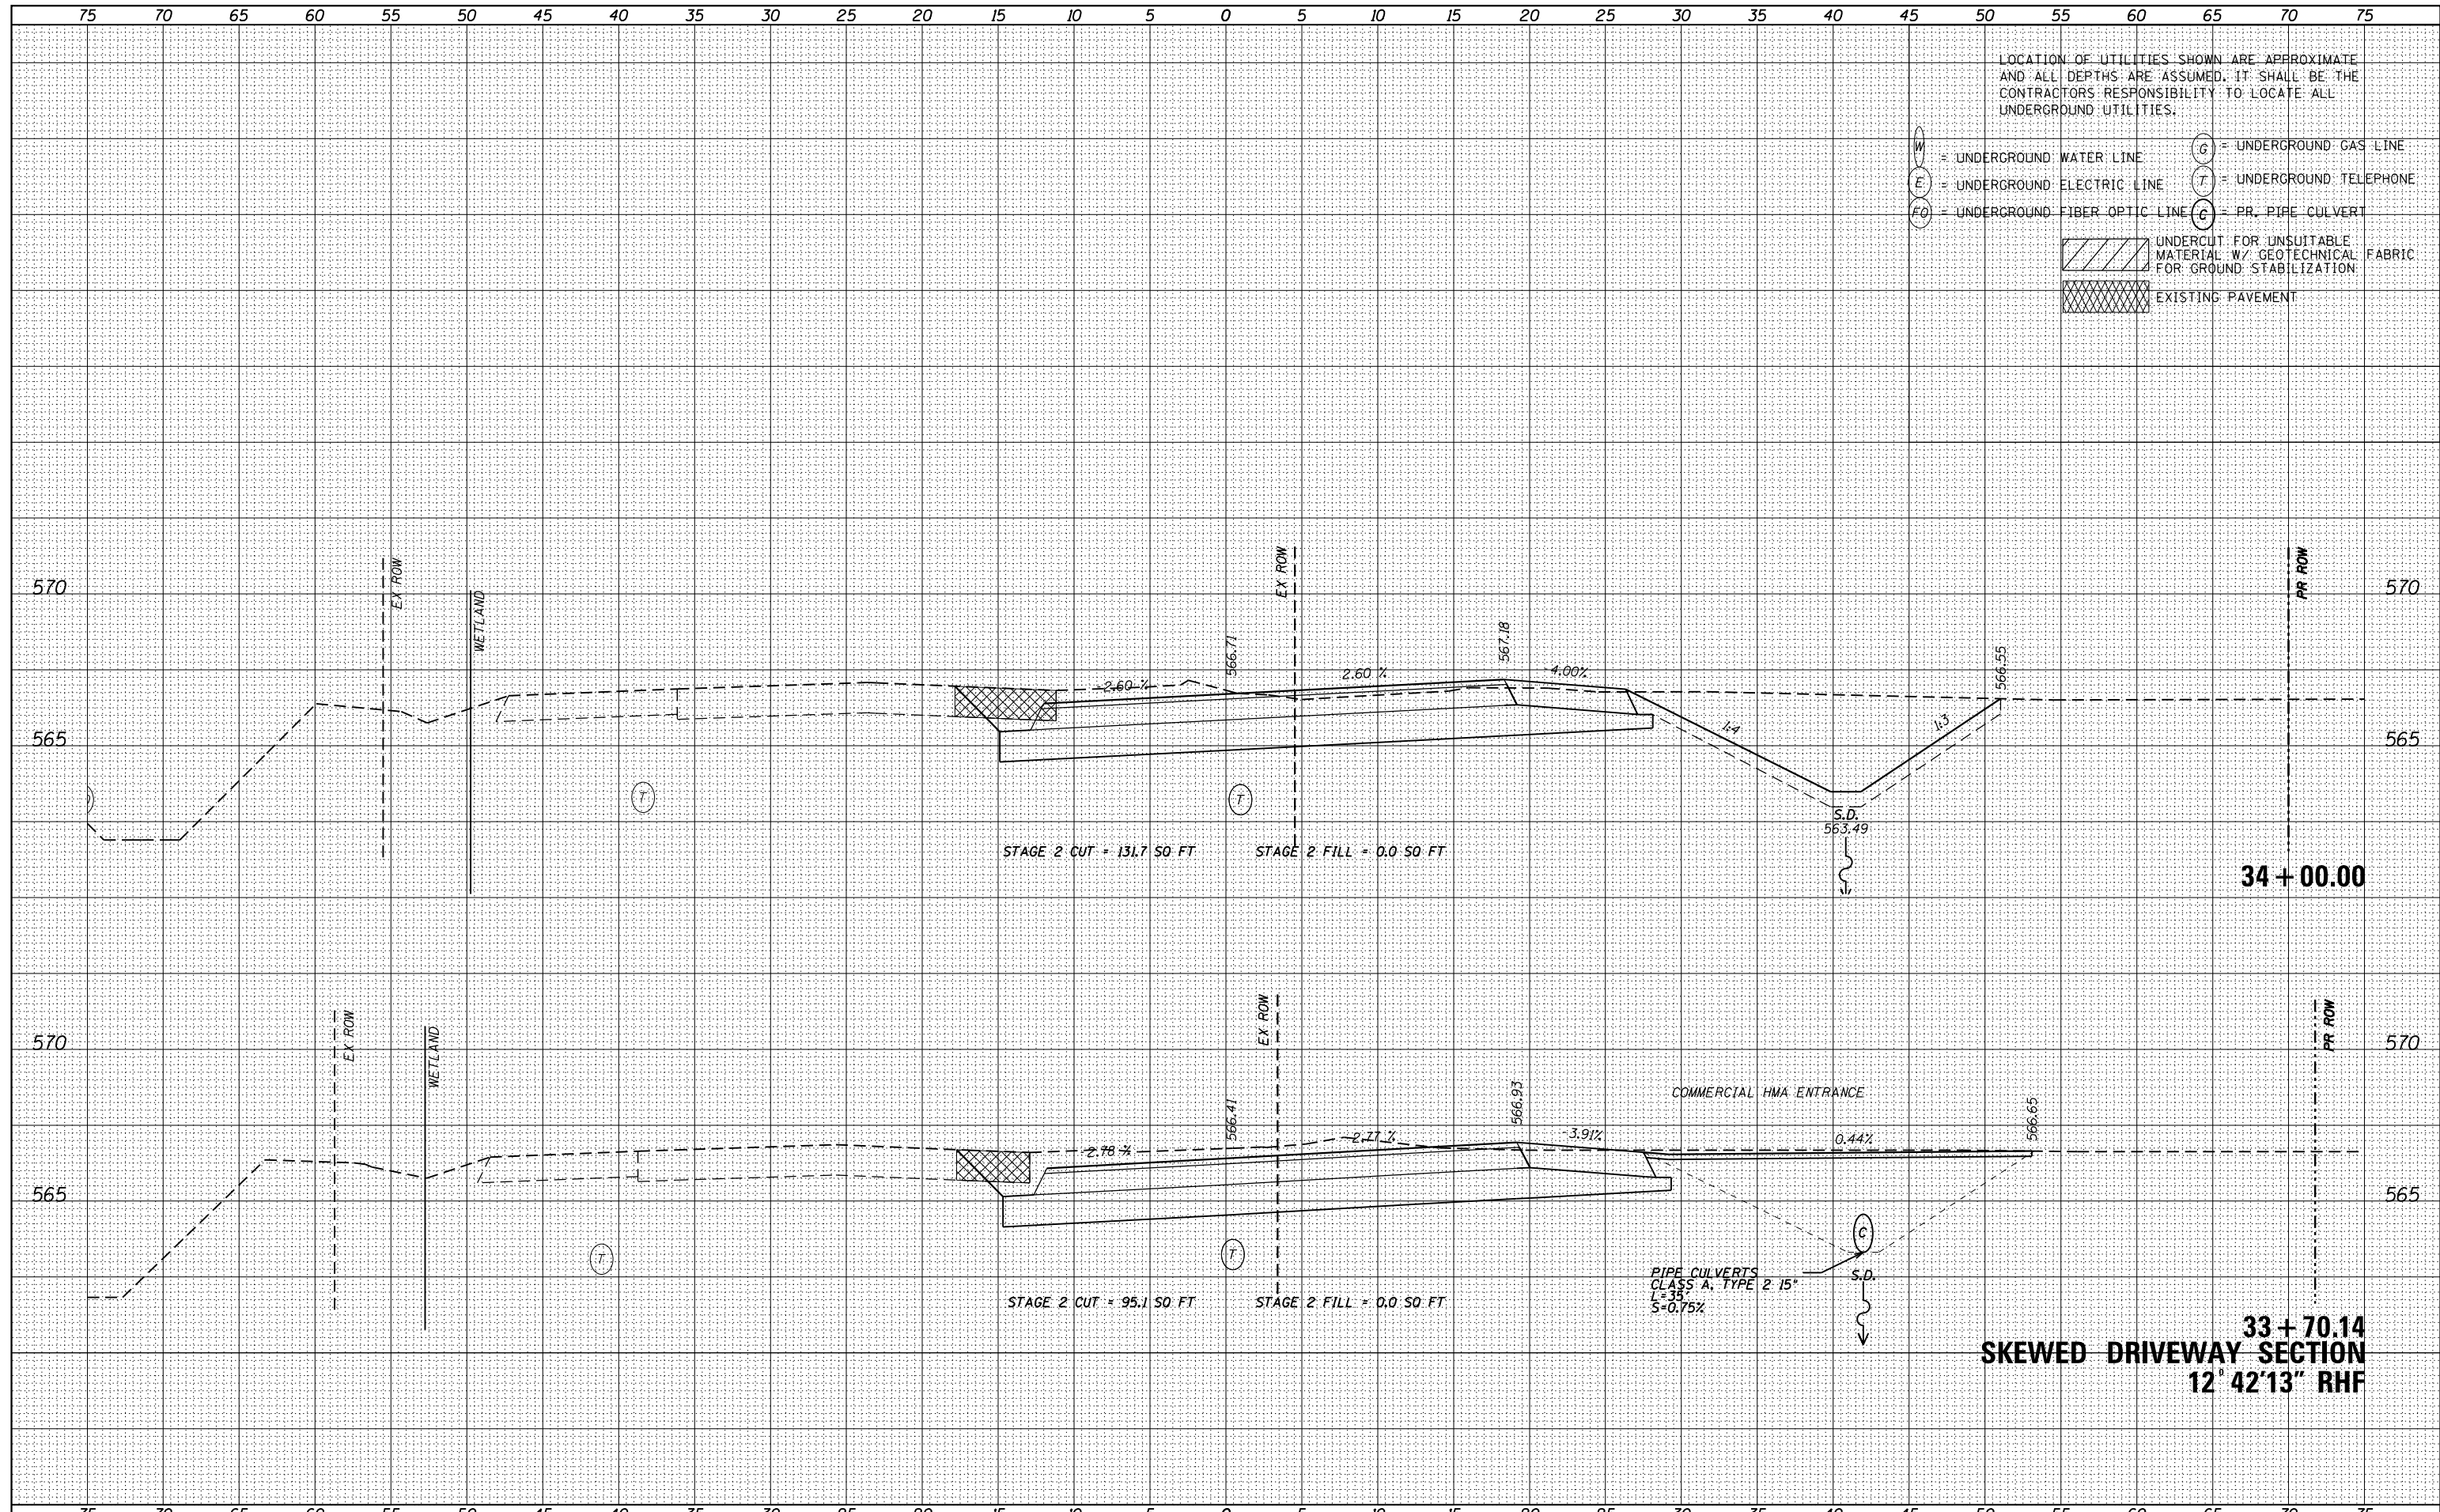 75 70 65 60 55 50 45 40 35 30 25 20 15 10 5 0 5 10 15 20 25 30 35 40 45 50 55 60 65 70 75
LOCATION OF UTILITIES SHOWN ARE APPROXIMATE
AND ALL DEPTHS ARE ASSUMED. IT SHALL BE THE
CONTRACTORS RESPONSIBILITY TO LOCATE ALL
UNDERGROUND UTILITIES.
W = UNDERGROUND WATER LINE
G = UNDERGROUND GAS LINE
E = UNDERGROUND ELECTRIC LINE
T = UNDERGROUND TELEPHONE
FO = UNDERGROUND FIBER OPTIC LINE
C = PR. PIPE CULVERT
UNDERCUT FOR UNSUITABLE
MATERIAL W/ GEOTECHNICAL FABRIC
FOR GROUND STABILIZATION
EXISTING PAVEMENT
570
EX ROW
WETLAND
EX ROW
PR ROW
570
566.71
567.18
566.55
2.60 %
2.60 %
-4.00%
1:4
1:3
565
565
T
T
S.D.
563.49
STAGE 2 CUT = 131.7 SQ FT
STAGE 2 FILL = 0.0 SQ FT
34+00.00
570
EX ROW
WETLAND
EX ROW
PR ROW
570
566.41
566.93
COMMERCIAL HMA ENTRANCE
566.65
2.78 %
2.77 %
-3.91%
0.44%
565
565
T
T
C
PIPE CULVERTS
CLASS A, TYPE 2 15"
L=35'
S=0.75%
S.D.
STAGE 2 CUT = 95.1 SQ FT
STAGE 2 FILL = 0.0 SQ FT
33+70.14
SKEWED DRIVEWAY SECTION
12° 42'13" RHF
75 70 65 60 55 50 45 40 35 30 25 20 15 10 5 0 5 10 15 20 25 30 35 40 45 50 55 60 65 70 75